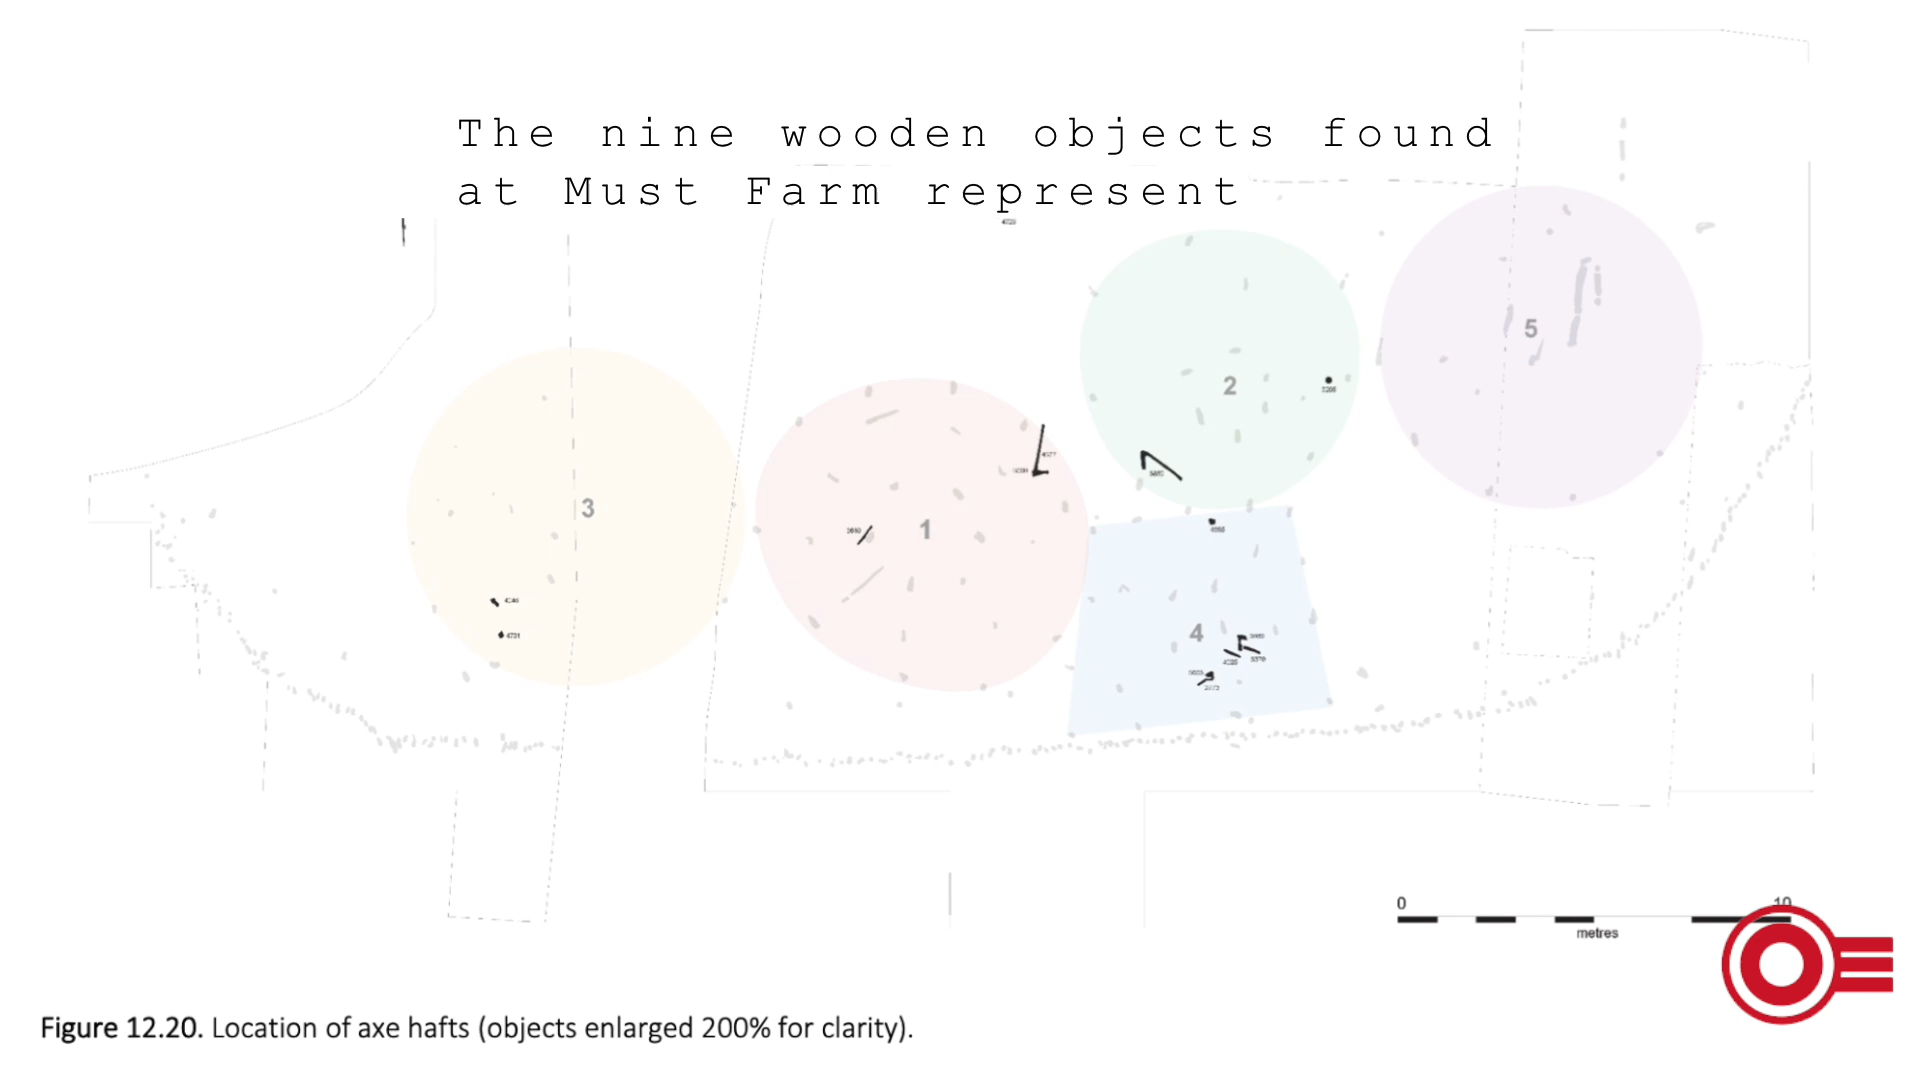 The nine wooden objects found
at Must Farm represent
5
2
3
1
4
0 10
metres
Figure 12.20. Location of axe hafts (objects enlarged 200% for clarity).